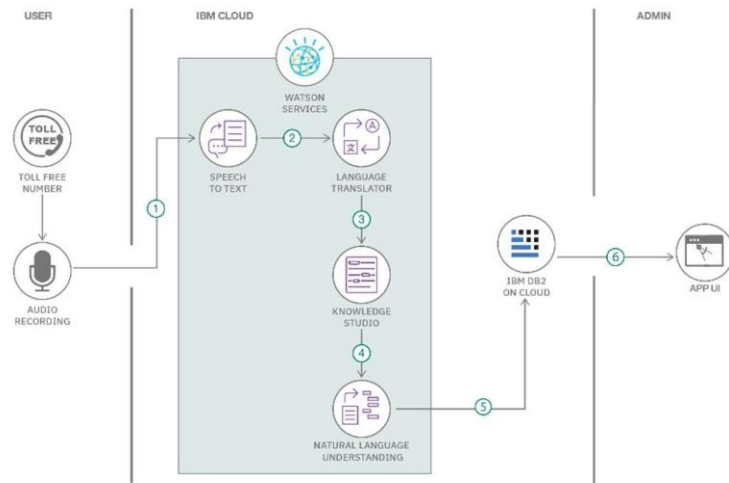 USER
IBM CLOUD
ADMIN
WATSON
SERVICES
TOLL
FREE
TOLL FREE
NUMBER
1
SPEECH
TO TEXT
2
A
文
LANGUAGE
TRANSLATOR
3
AUDIO
RECORDING
KNOWLEDGE
STUDIO
4
NATURAL LANGUAGE
UNDERSTANDING
5
IBM DB2
ON CLOUD
6
APP UI